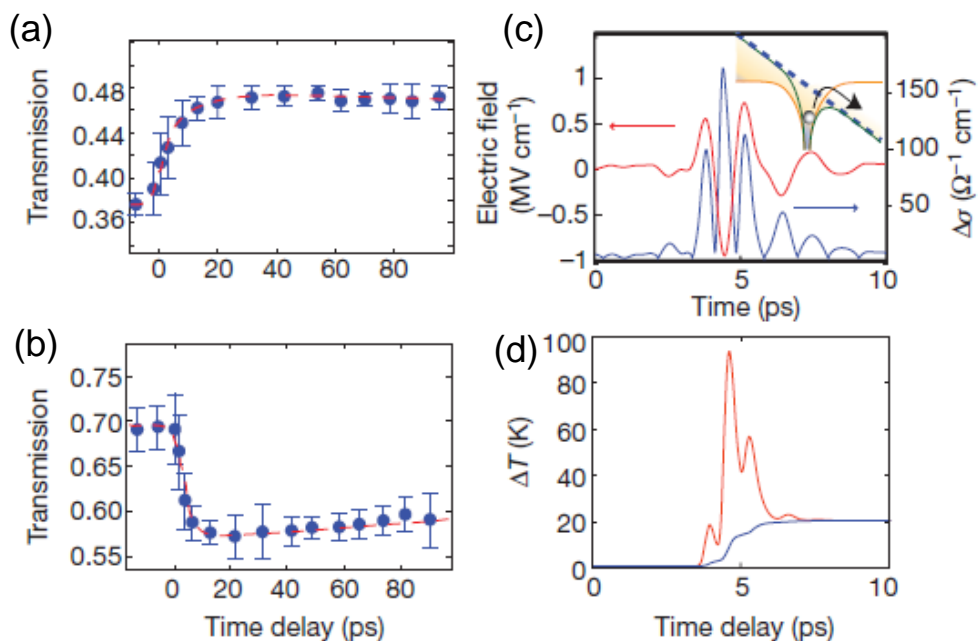 (a)
Transmission
0.48
0.44
0.40
0.36
0 20 40 60 80
(b)
Transmission
0.75
0.70
0.65
0.60
0.55
0 20 40 60 80
Time delay (ps)
(c)
Electric field
(MV cm⁻¹)
1
0.5
0
−0.5
−1
150
100
50
Δσ (Ω⁻¹ cm⁻¹)
0 5 10
Time (ps)
(d)
ΔT (K)
100
80
60
40
20
0
0 5 10
Time delay (ps)